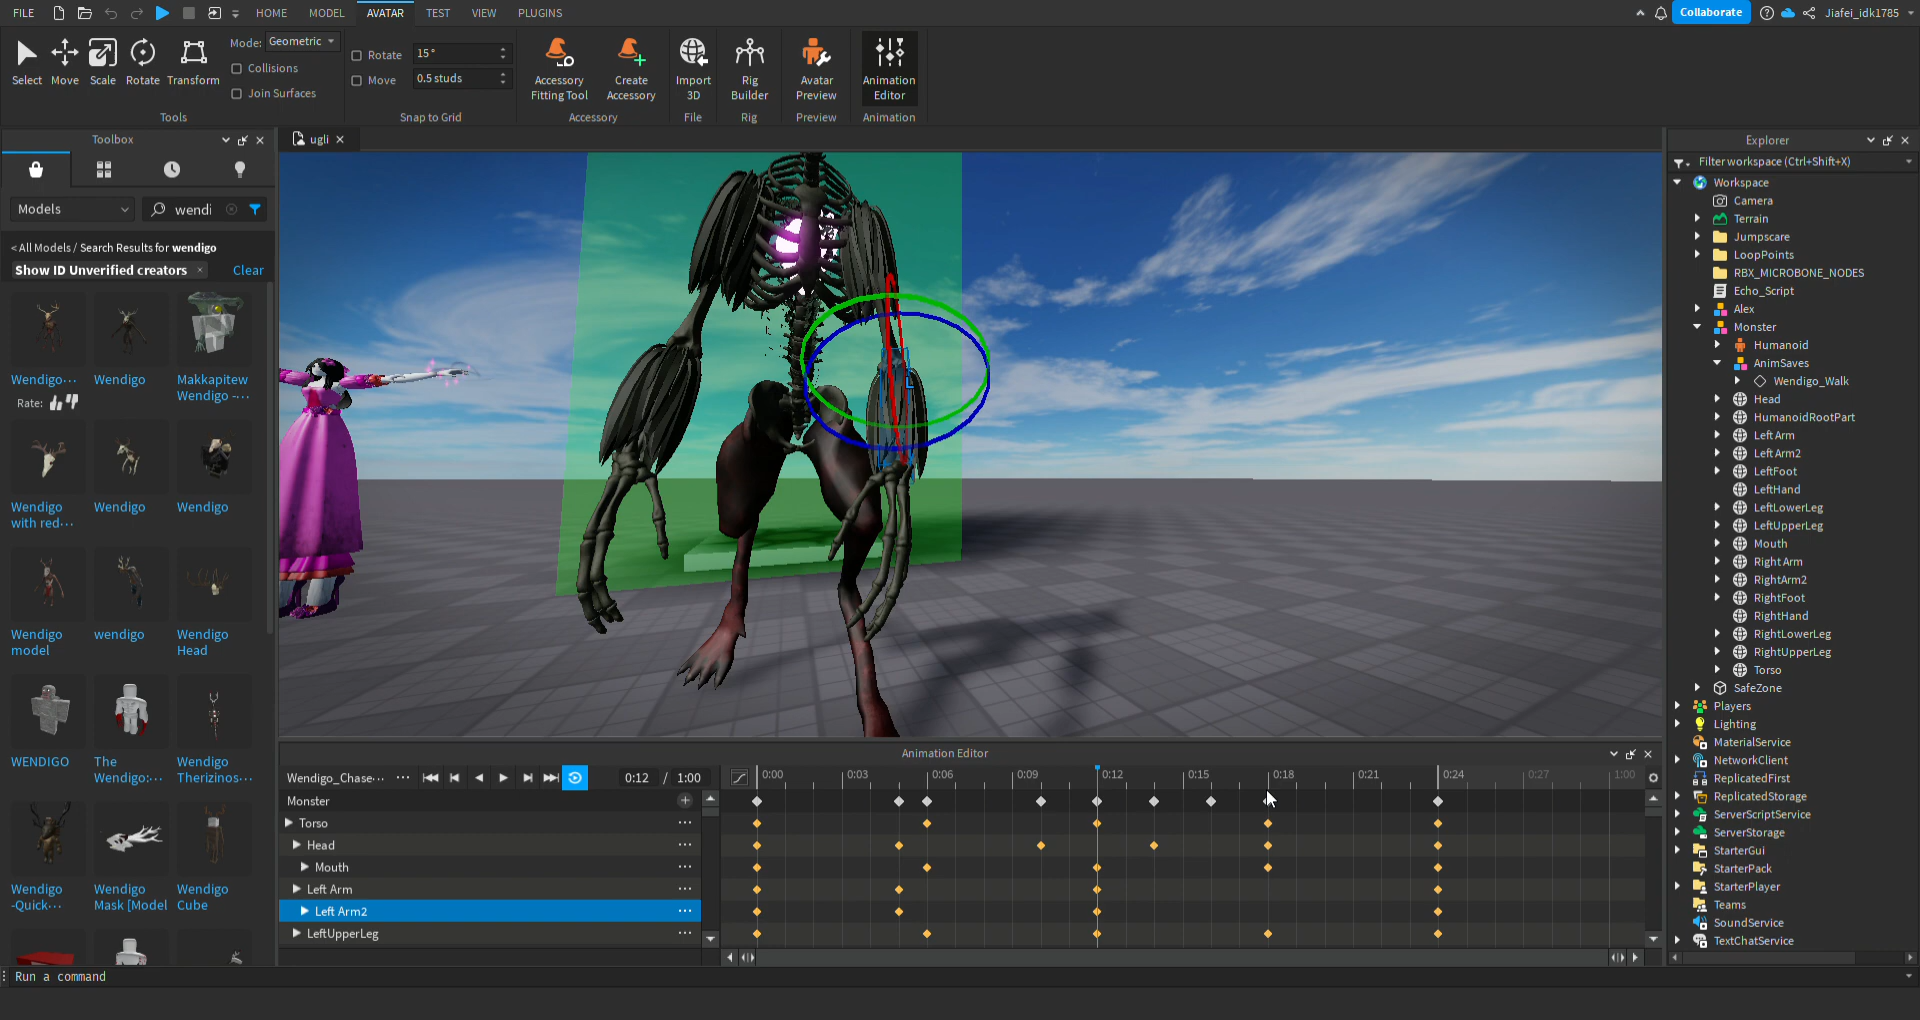 FILE
HOME
MODEL
AVATAR
TEST
VIEW
PLUGINS
Collaborate
Jiafei_idk1785
Select
Move
Scale
Rotate
Transform
Mode:
Geometric
Collisions
Join Surfaces
Tools
Rotate
15°
Move
0.5 studs
Snap to Grid
Accessory
Fitting Tool
Create
Accessory
Accessory
Import
3D
File
Rig
Builder
Rig
Avatar
Preview
Preview
Animation
Editor
Animation
Toolbox
Models
wendi
< All Models / Search Results for wendigo
Show ID Unverified creators
Clear
Wendigo···
Rate:
Wendigo
Makkapitew
Wendigo -···
Wendigo
with red···
Wendigo
Wendigo
Wendigo
model
wendigo
Wendigo
Head
WENDIGO
The
Wendigo:···
Wendigo
Therizinos···
Wendigo
-Quick···
Wendigo
Mask [Model
Wendigo
Cube
ugli
Explorer
Filter workspace (Ctrl+Shift+X)
Workspace
Camera
Terrain
Jumpscare
LoopPoints
RBX_MICROBONE_NODES
Echo_Script
Alex
Monster
Humanoid
AnimSaves
Wendigo_Walk
Head
HumanoidRootPart
Left Arm
Left Arm2
LeftFoot
LeftHand
LeftLowerLeg
LeftUpperLeg
Mouth
Right Arm
RightArm2
RightFoot
RightHand
RightLowerLeg
RightUpperLeg
Torso
SafeZone
Players
Lighting
MaterialService
NetworkClient
ReplicatedFirst
ReplicatedStorage
ServerScriptService
ServerStorage
StarterGui
StarterPack
StarterPlayer
Teams
SoundService
TextChatService
Animation Editor
Wendigo_Chase···
0:12 / 1:00
0:00
0:03
0:06
0:09
0:12
0:15
0:18
0:21
0:24
0:27
1:00
Monster
Torso
Head
Mouth
Left Arm
Left Arm2
LeftUpperLeg
Run a command